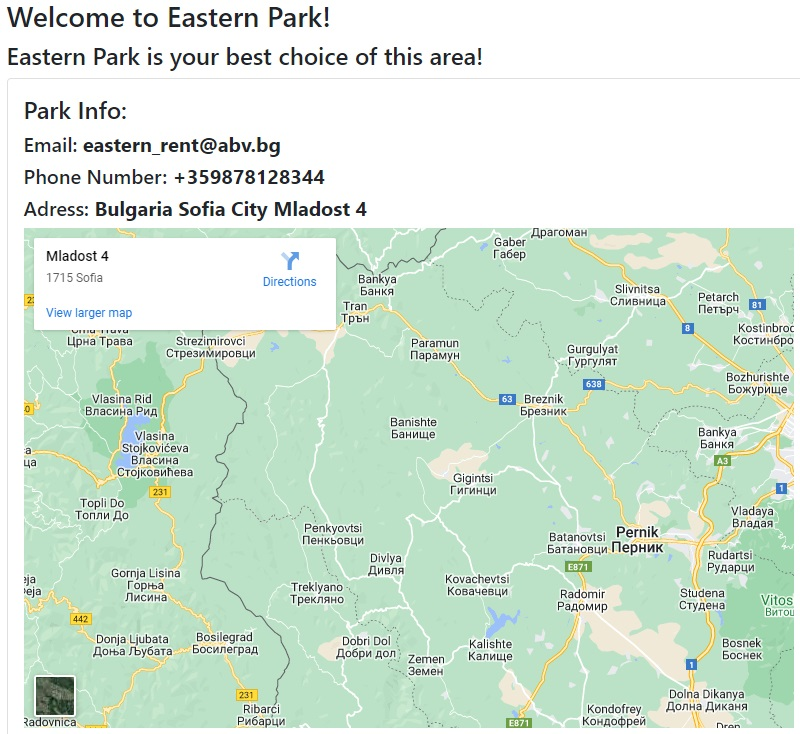 Welcome to Eastern Park!
Eastern Park is your best choice of this area!
Park Info:
Email: eastern_rent@abv.bg
Phone Number: +359878128344
Adress: Bulgaria Sofia City Mladost 4
Mladost 4
1715 Sofia
Directions
View larger map
Драгоман
Gaber
Габер
Bankya
Банкя
Slivnitsa
Сливница
Petarch
Петърч
81
Tran
Трън
8
Kostinbrod
Костинбро
Црна Трава
Strezimirovci
Стрезимировци
Paramun
Парамун
Gurgulyat
Гургулят
638
Bozhurishte
Божурище
Vlasina Rid
Власина Рид
63
Breznik
Брезник
Banishte
Банище
Bankya
Банкя
Vlasina
Stojkovićeva
Власина
Стојковићева
A3
Gigintsi
Гигинци
231
1
Topli Do
Топли До
Vladaya
Владая
Penkyovtsi
Пенкьовци
Batanovtsi
Батановци
Pernik
Перник
Divlya
Дивля
E871
Rudartsi
Рударци
Gornja Lisina
Горња
Лисина
Kovachevtsi
Ковачевци
Treklyano
Трекляно
Radomir
Радомир
Studena
Студена
Vitos
442
Donja Ljubata
Доња Љубата
Bosilegrad
Босилеград
Dobri Dol
Добри дол
Kalishte
Калище
Bosnek
Боснек
Zemen
Земен
1
231
Dolna Dikanya
Долна Диканя
Ribarci
Рибарци
Kondofrey
Кондофрей
E871
Radovnica
Dren